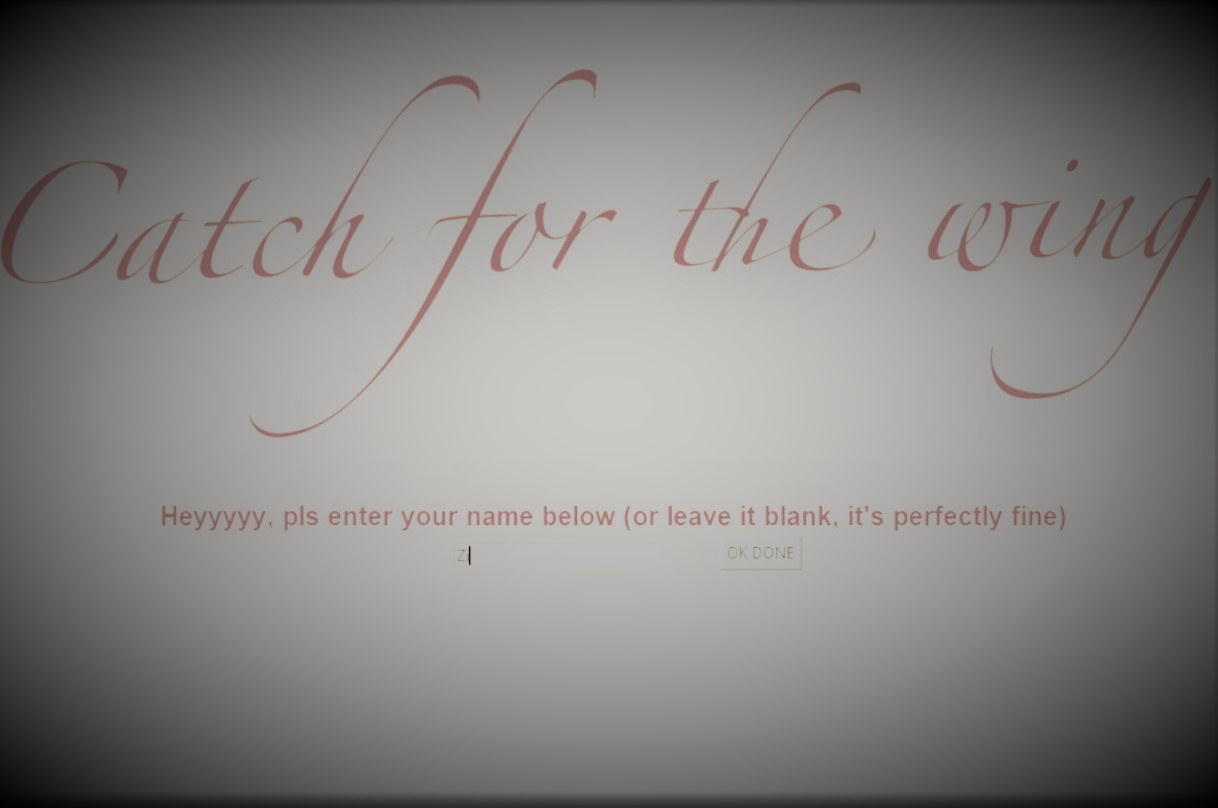 Catch for the wing
Heyyyyy, pls enter your name below (or leave it blank, it's perfectly fine)
OK DONE